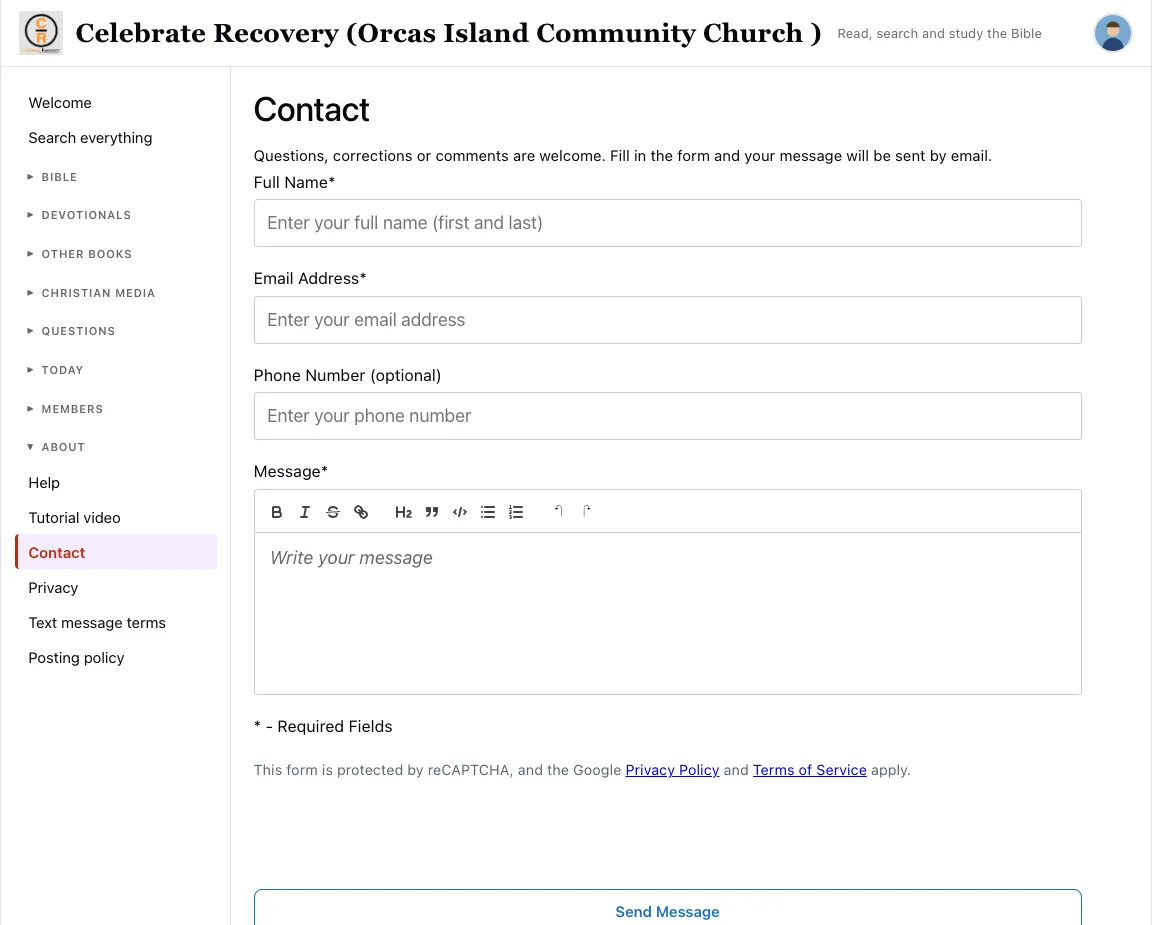 C
R
Celebrate Recovery (Orcas Island Community Church )
Read, search and study the Bible
Welcome
Search everything
BIBLE
DEVOTIONALS
OTHER BOOKS
CHRISTIAN MEDIA
QUESTIONS
TODAY
MEMBERS
ABOUT
Help
Tutorial video
Contact
Privacy
Text message terms
Posting policy
Contact
Questions, corrections or comments are welcome. Fill in the form and your message will be sent by email.
Full Name*
Enter your full name (first and last)
Email Address*
Enter your email address
Phone Number (optional)
Enter your phone number
Message*
B I S H2 </>
Write your message
* - Required Fields
This form is protected by reCAPTCHA, and the Google Privacy Policy and Terms of Service apply.
Send Message